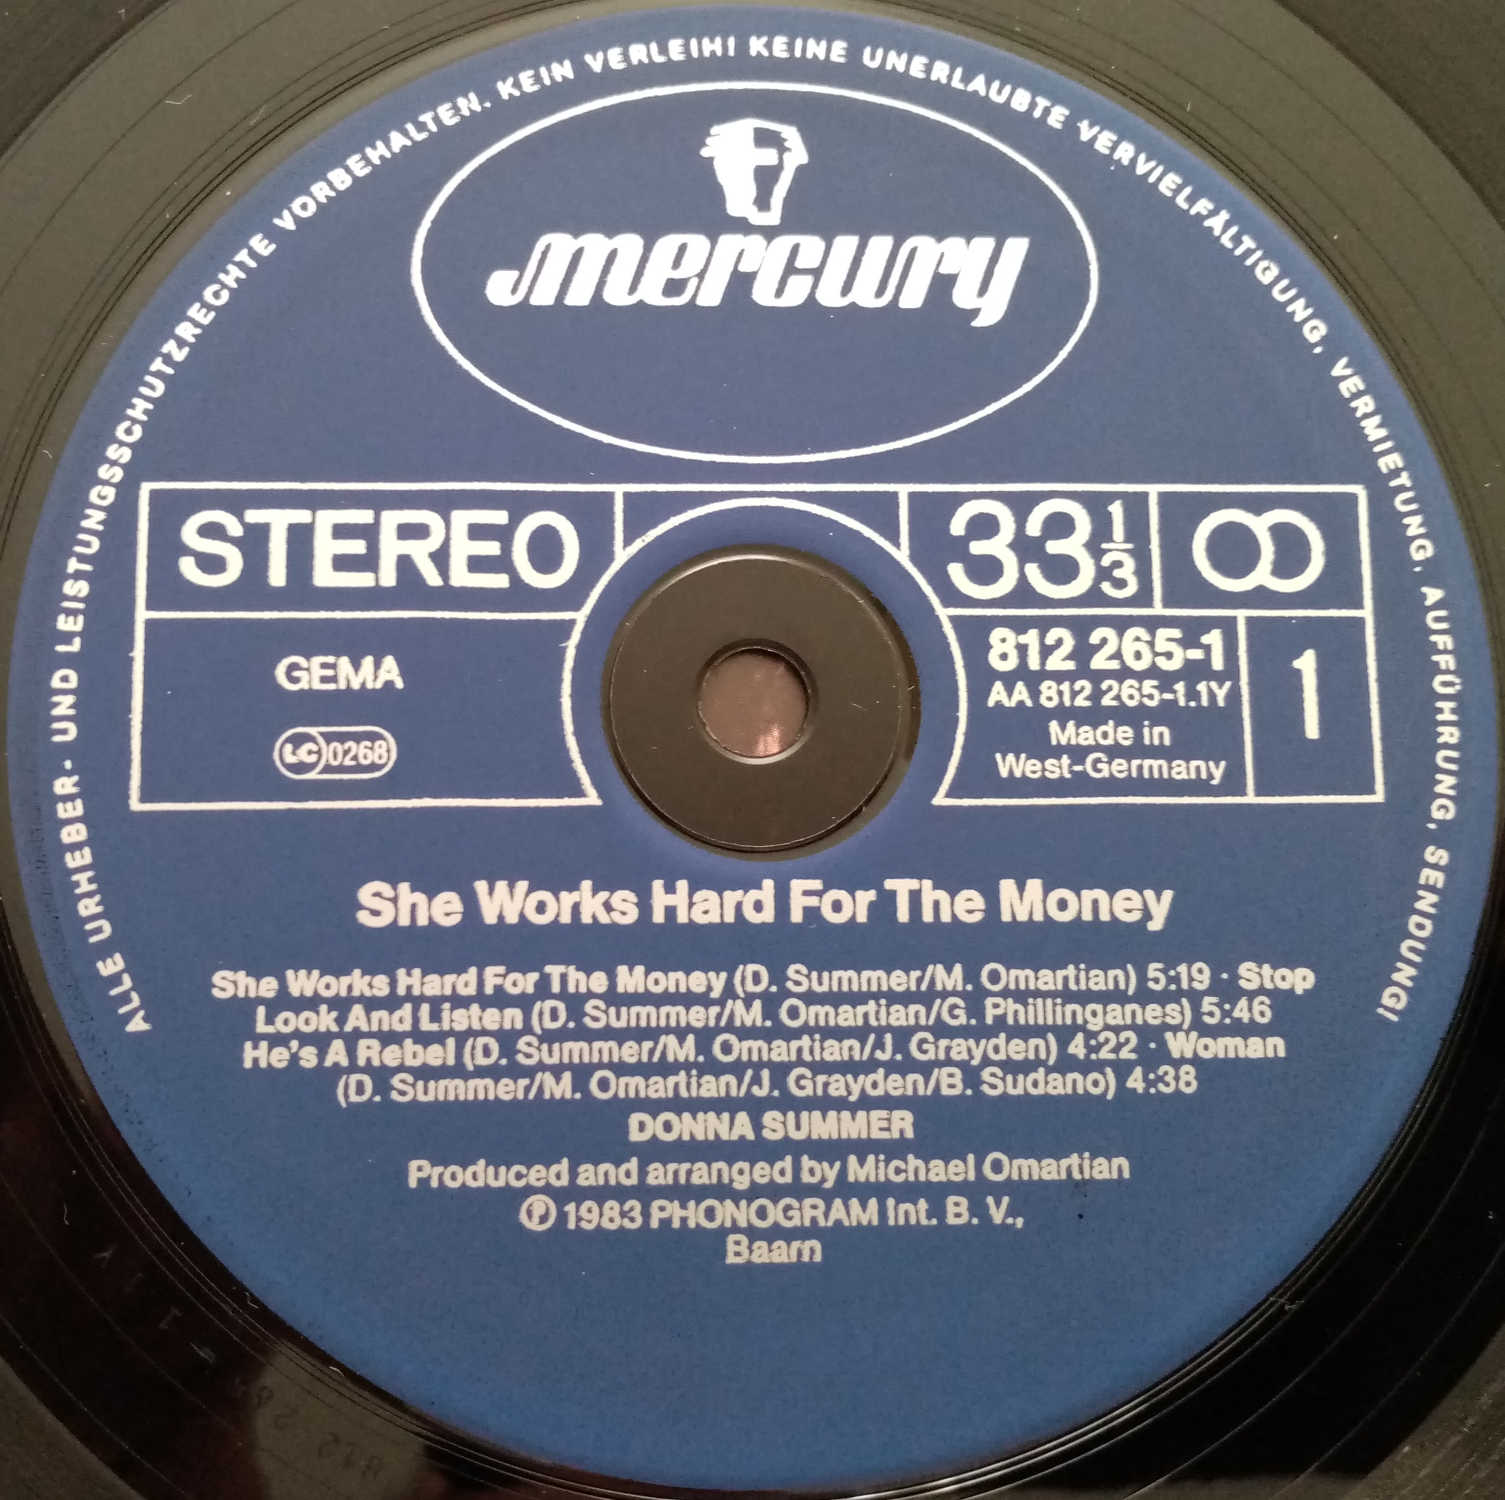 ALLE URHEBER- UND LEISTUNGSSCHUTZRECHTE VORBEHALTEN. KEIN VERLEIH! KEINE UNERLAUBTE VERVIELFÄLTIGUNG, VERMIETUNG, AUFFÜHRUNG, SENDUNG!
mercury
STEREO
33 1/3
GEMA
LC 0268
812 265-1
AA 812 265-1.1Y
Made in
West-Germany
1
She Works Hard For The Money
She Works Hard For The Money (D. Summer/M. Omartian) 5:19 · Stop
Look And Listen (D. Summer/M. Omartian/G. Phillinganes) 5:46
He's A Rebel (D. Summer/M. Omartian/J. Grayden) 4:22 · Woman
(D. Summer/M. Omartian/J. Grayden/B. Sudano) 4:38
DONNA SUMMER
Produced and arranged by Michael Omartian
℗ 1983 PHONOGRAM Int. B. V.,
Baarn